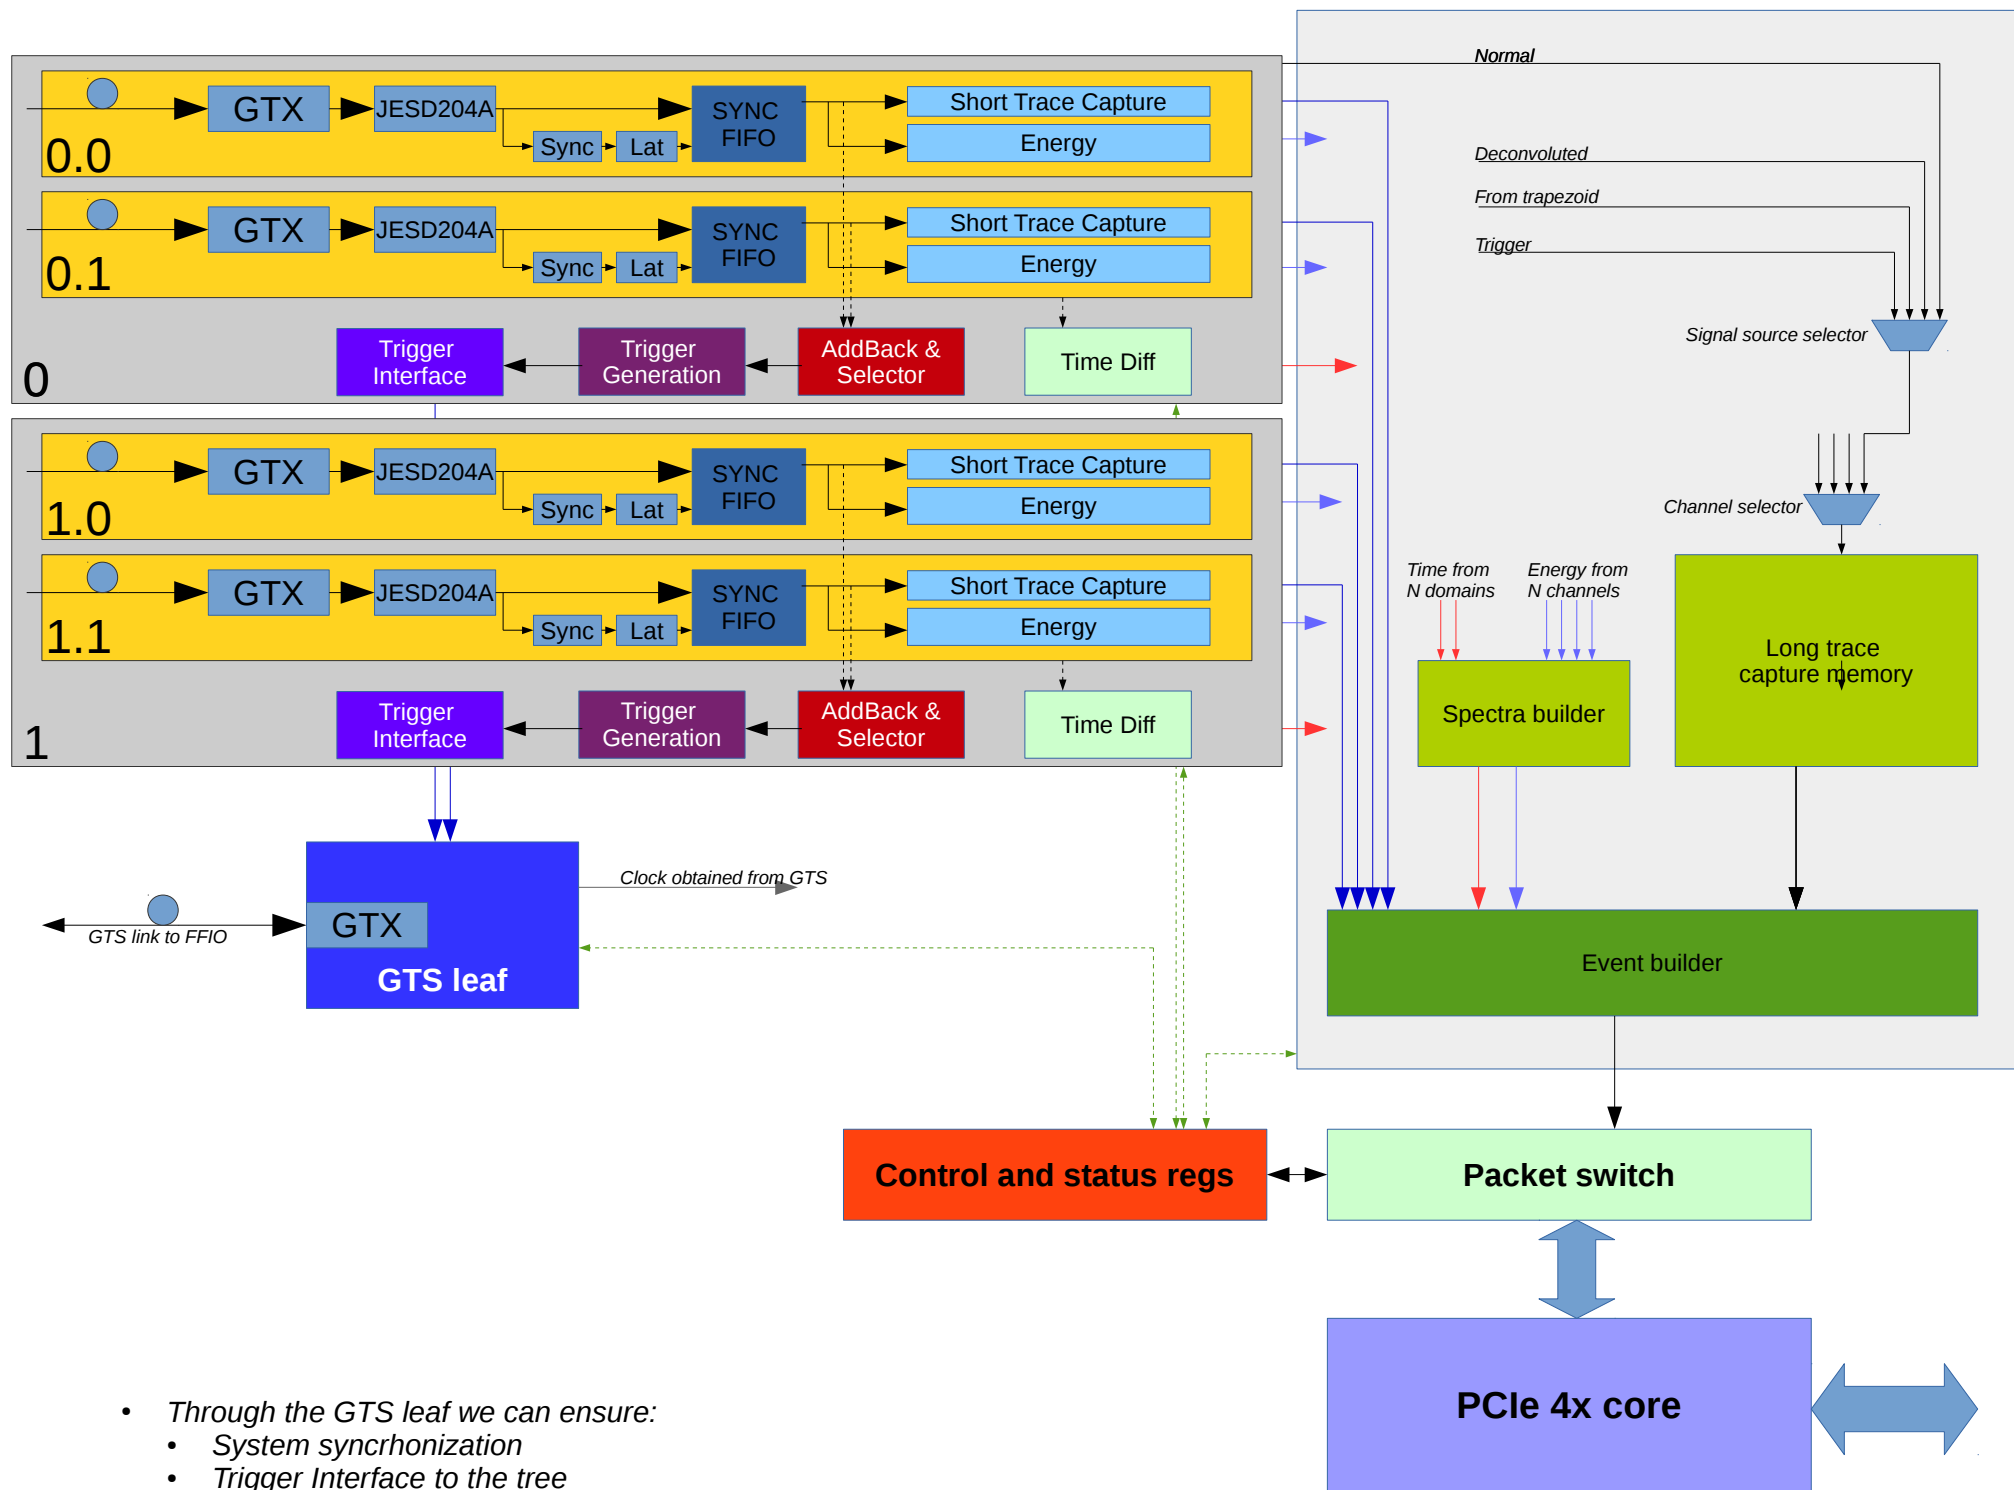 GTX
JESD204A
Sync
Lat
SYNC
FIFO
Short Trace Capture
Energy
0.0
GTX
JESD204A
Sync
Lat
SYNC
FIFO
Short Trace Capture
Energy
0.1
Trigger
Interface
Trigger
Generation
AddBack &
Selector
Time Diff
0
GTX
JESD204A
Sync
Lat
SYNC
FIFO
Short Trace Capture
Energy
1.0
GTX
JESD204A
Sync
Lat
SYNC
FIFO
Short Trace Capture
Energy
1.1
Trigger
Interface
Trigger
Generation
AddBack &
Selector
Time Diff
1
Normal
Deconvoluted
From trapezoid
Trigger
Signal source selector
Channel selector
Time from
N domains
Energy from
N channels
Spectra builder
Long trace
capture memory
Event builder
GTS link to FFIO
GTX
GTS leaf
Clock obtained from GTS
Control and status regs
Packet switch
PCIe 4x core
• Through the GTS leaf we can ensure:
• System syncrhonization
• Trigger Interface to the tree